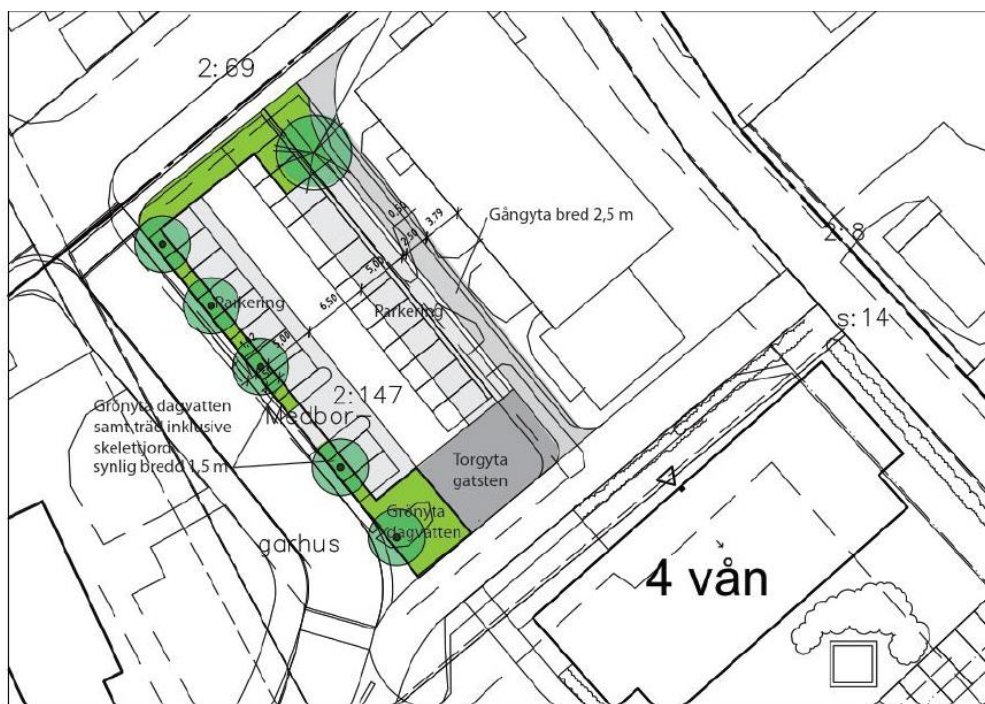 2:69
0,50
3,79
2,50
Gångyta bred 2,5 m
2:8
5,00
6,50
Parkering
Parkering
s:14
5,00
2:147
Grönyta dagvatten
samt träd inklusive
skelettjord
synlig bredd 1,5 m
Medbor-
Torgyta
gatsten
Grönyta
dagvatten
garhus
4 vån